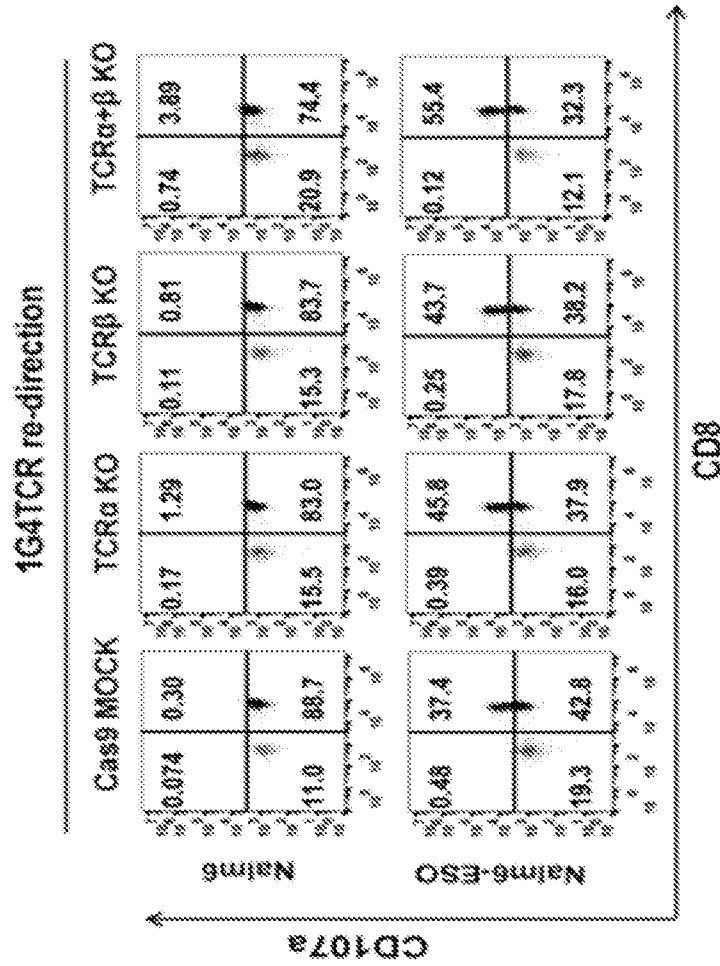 1G4TCR re-direction
Cas9 MOCK TCRα KO TCRβ KO TCRα+β KO
0.074 0.30 0.17 1.29 0.11 0.81 0.74 3.89
Nalm6
11.0 88.7 15.5 83.0 15.3 83.7 20.9 74.4
0.48 37.4 0.39 45.8 0.25 43.7 0.12 55.4
Nalm6-ESO
19.3 42.8 16.0 37.9 17.8 38.2 12.1 32.3
CD107a
CD8